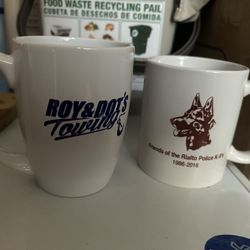 FOOD WASTE RECYCLING PAIL
CUBETA DE DESECHOS DE COMIDA
ROY&DOT'S
Towing
Friends of the Rialto Police K-9's
1986-2016